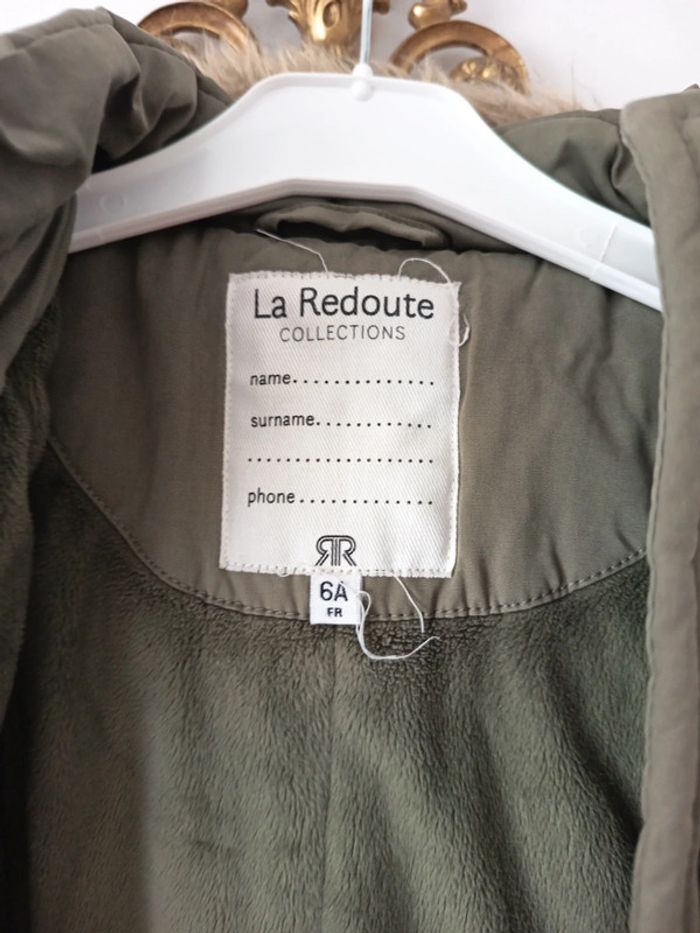 La Redoute
COLLECTIONS
name..............
surname............
...................
phone.............
RR
6A
FR